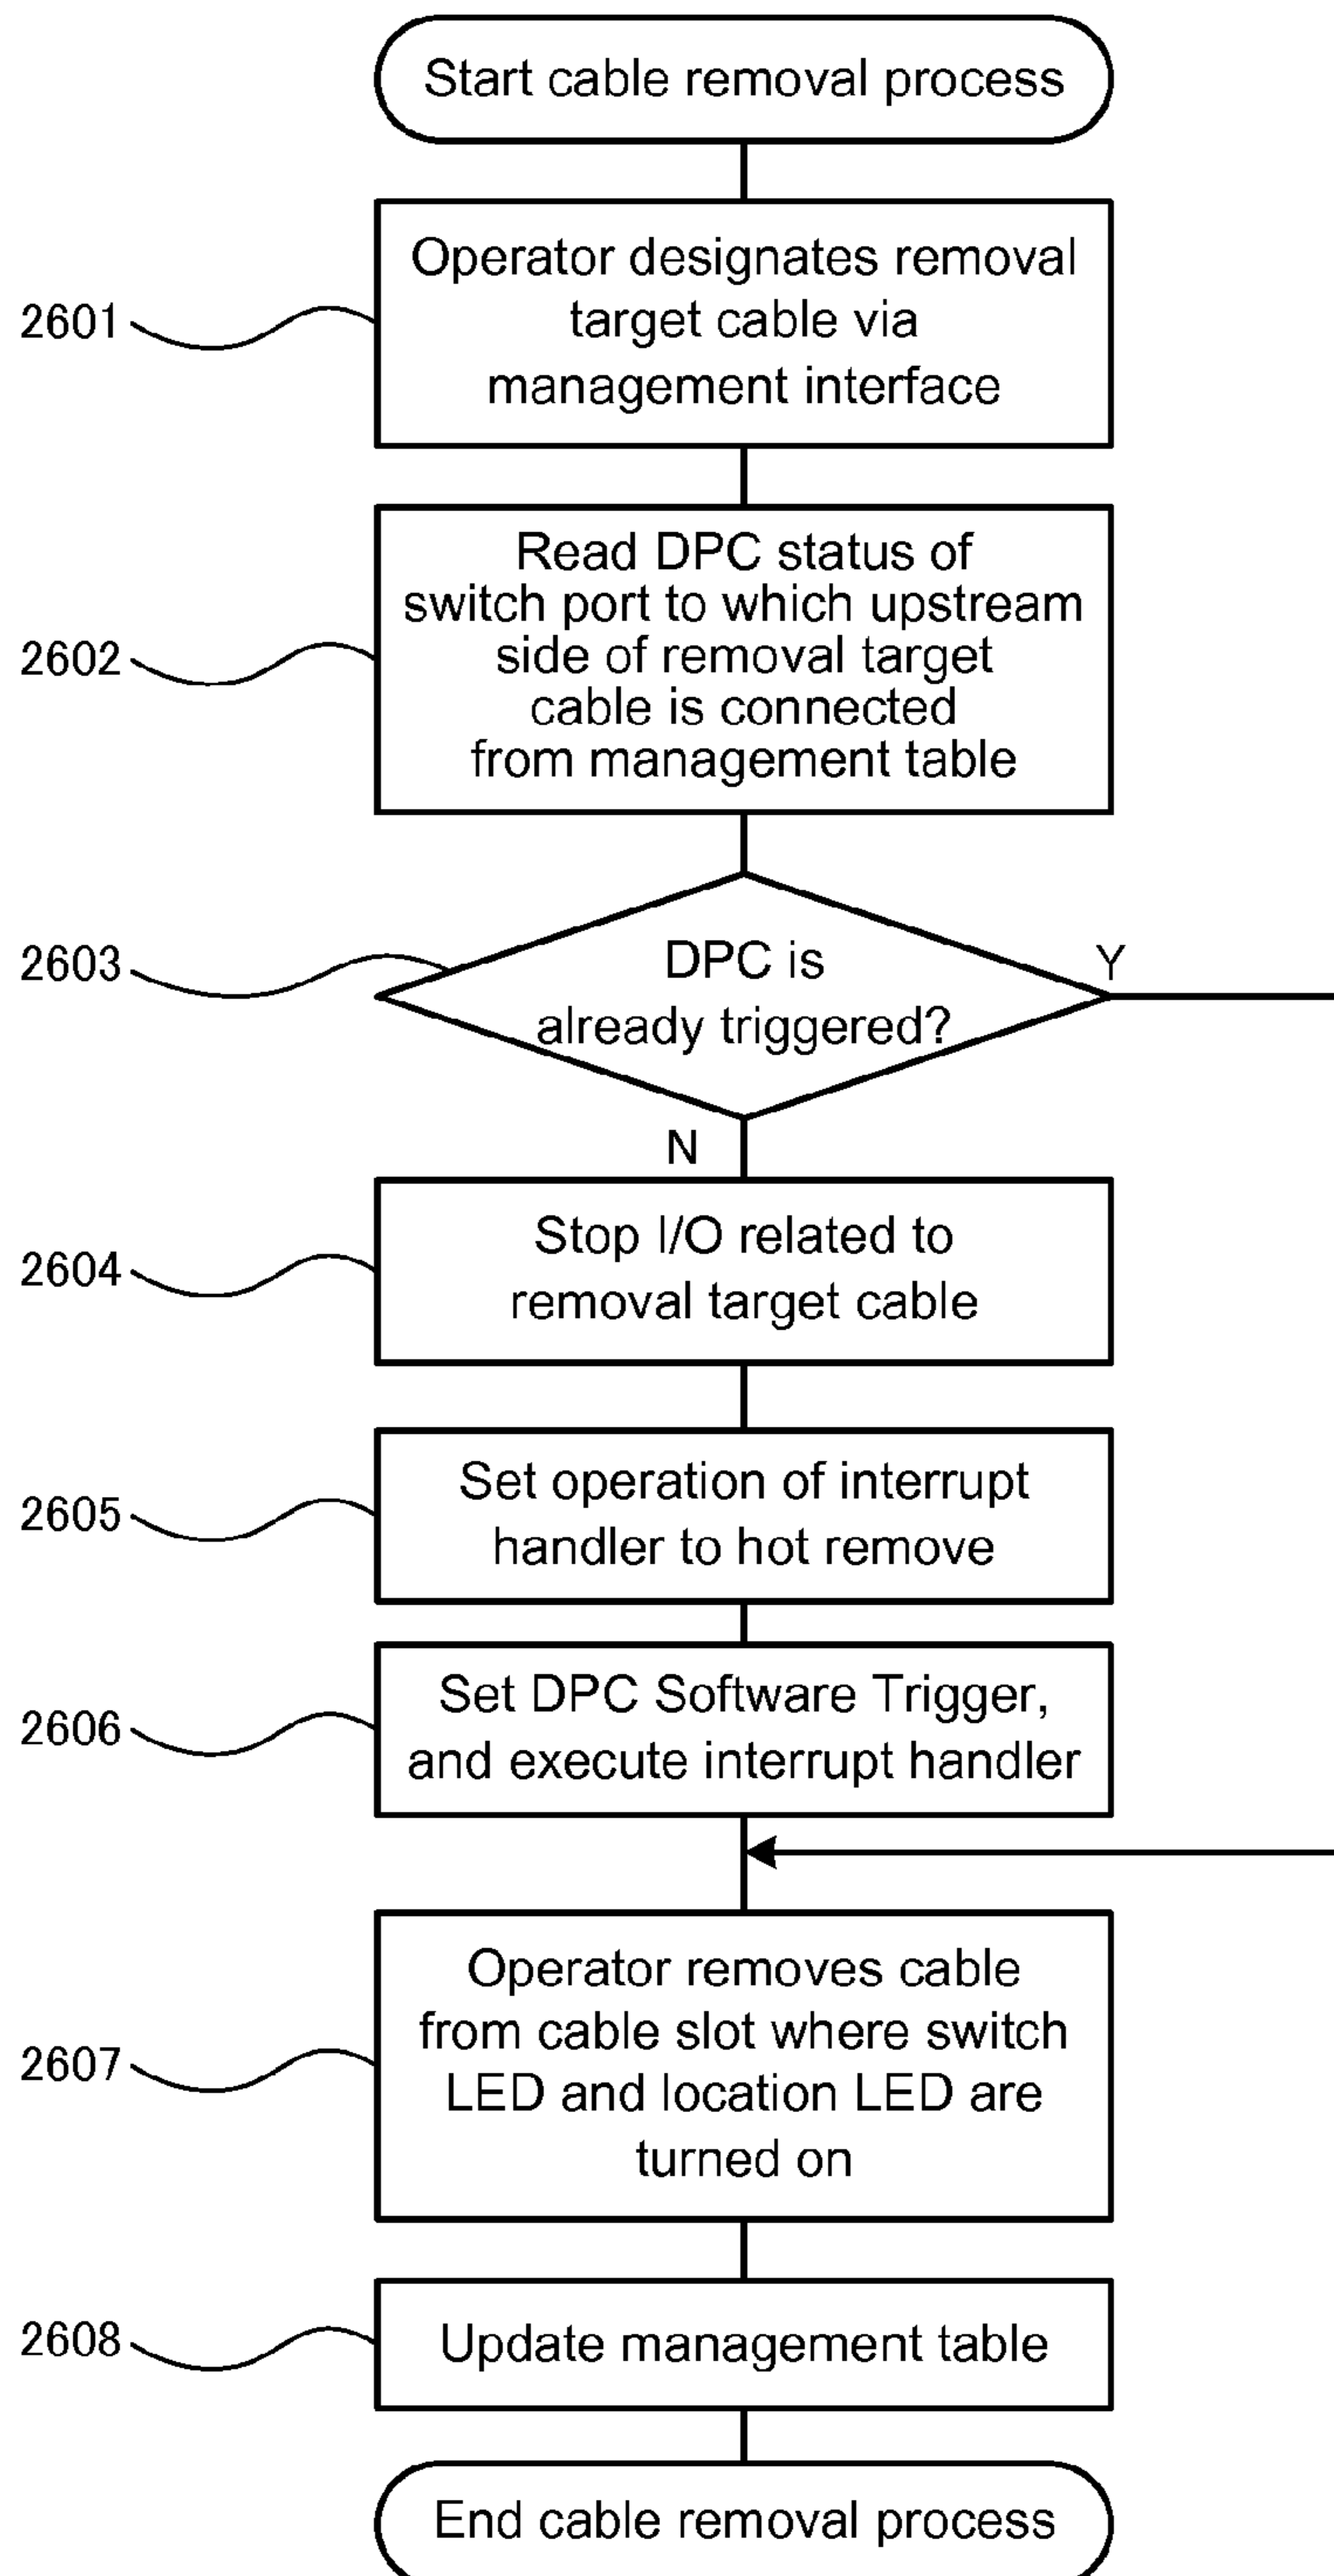 Start cable removal process
2601
Operator designates removal
target cable via
management interface
2602
Read DPC status of
switch port to which upstream
side of removal target
cable is connected
from management table
2603
DPC is
already triggered?
Y
N
2604
Stop I/O related to
removal target cable
2605
Set operation of interrupt
handler to hot remove
2606
Set DPC Software Trigger,
and execute interrupt handler
2607
Operator removes cable
from cable slot where switch
LED and location LED are
turned on
2608
Update management table
End cable removal process